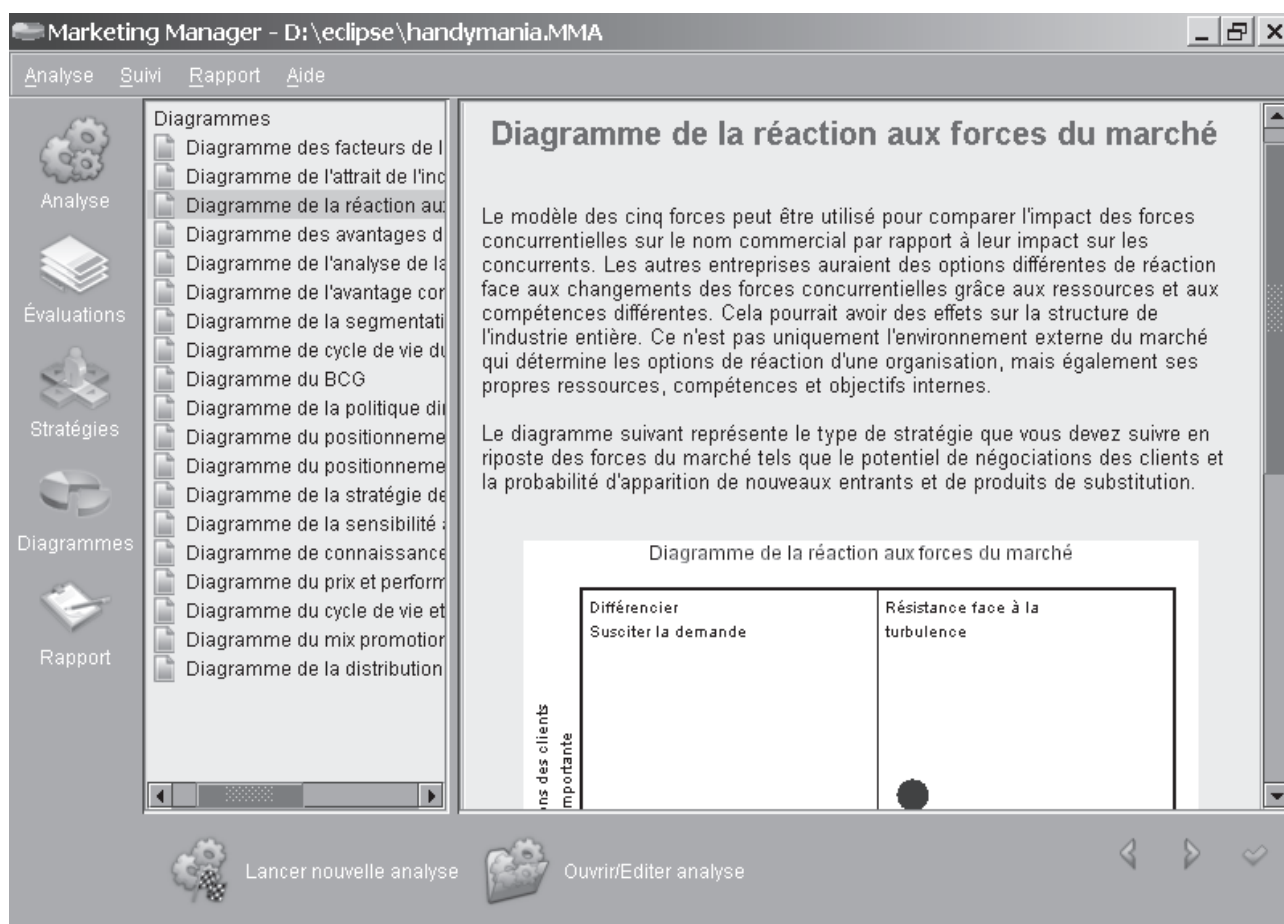 Marketing Manager - D:\eclipse\handymania.MMA
Analyse Suivi Rapport Aide
Analyse
Évaluations
Stratégies
Diagrammes
Rapport
Diagrammes
Diagramme des facteurs de l
Diagramme de l'attrait de l'inc
Diagramme de la réaction au
Diagramme des avantages d
Diagramme de l'analyse de la
Diagramme de l'avantage cor
Diagramme de la segmentati
Diagramme de cycle de vie du
Diagramme du BCG
Diagramme de la politique dir
Diagramme du positionneme
Diagramme du positionneme
Diagramme de la stratégie de
Diagramme de la sensibilité
Diagramme de connaissance
Diagramme du prix et perform
Diagramme du cycle de vie et
Diagramme du mix promotior
Diagramme de la distribution
Diagramme de la réaction aux forces du marché
Le modèle des cinq forces peut être utilisé pour comparer l'impact des forces
concurrentielles sur le nom commercial par rapport à leur impact sur les
concurrents. Les autres entreprises auraient des options différentes de réaction
face aux changements des forces concurrentielles grâce aux ressources et aux
compétences différentes. Cela pourrait avoir des effets sur la structure de
l'industrie entière. Ce n'est pas uniquement l'environnement externe du marché
qui détermine les options de réaction d'une organisation, mais également ses
propres ressources, compétences et objectifs internes.
Le diagramme suivant représente le type de stratégie que vous devez suivre en
riposte des forces du marché tels que le potentiel de négociations des clients et
la probabilité d'apparition de nouveaux entrants et de produits de substitution.
Diagramme de la réaction aux forces du marché
Différencier
Susciter la demande
Résistance face à la
turbulence
ns des clients
mportante
Lancer nouvelle analyse
Ouvrir/Editer analyse